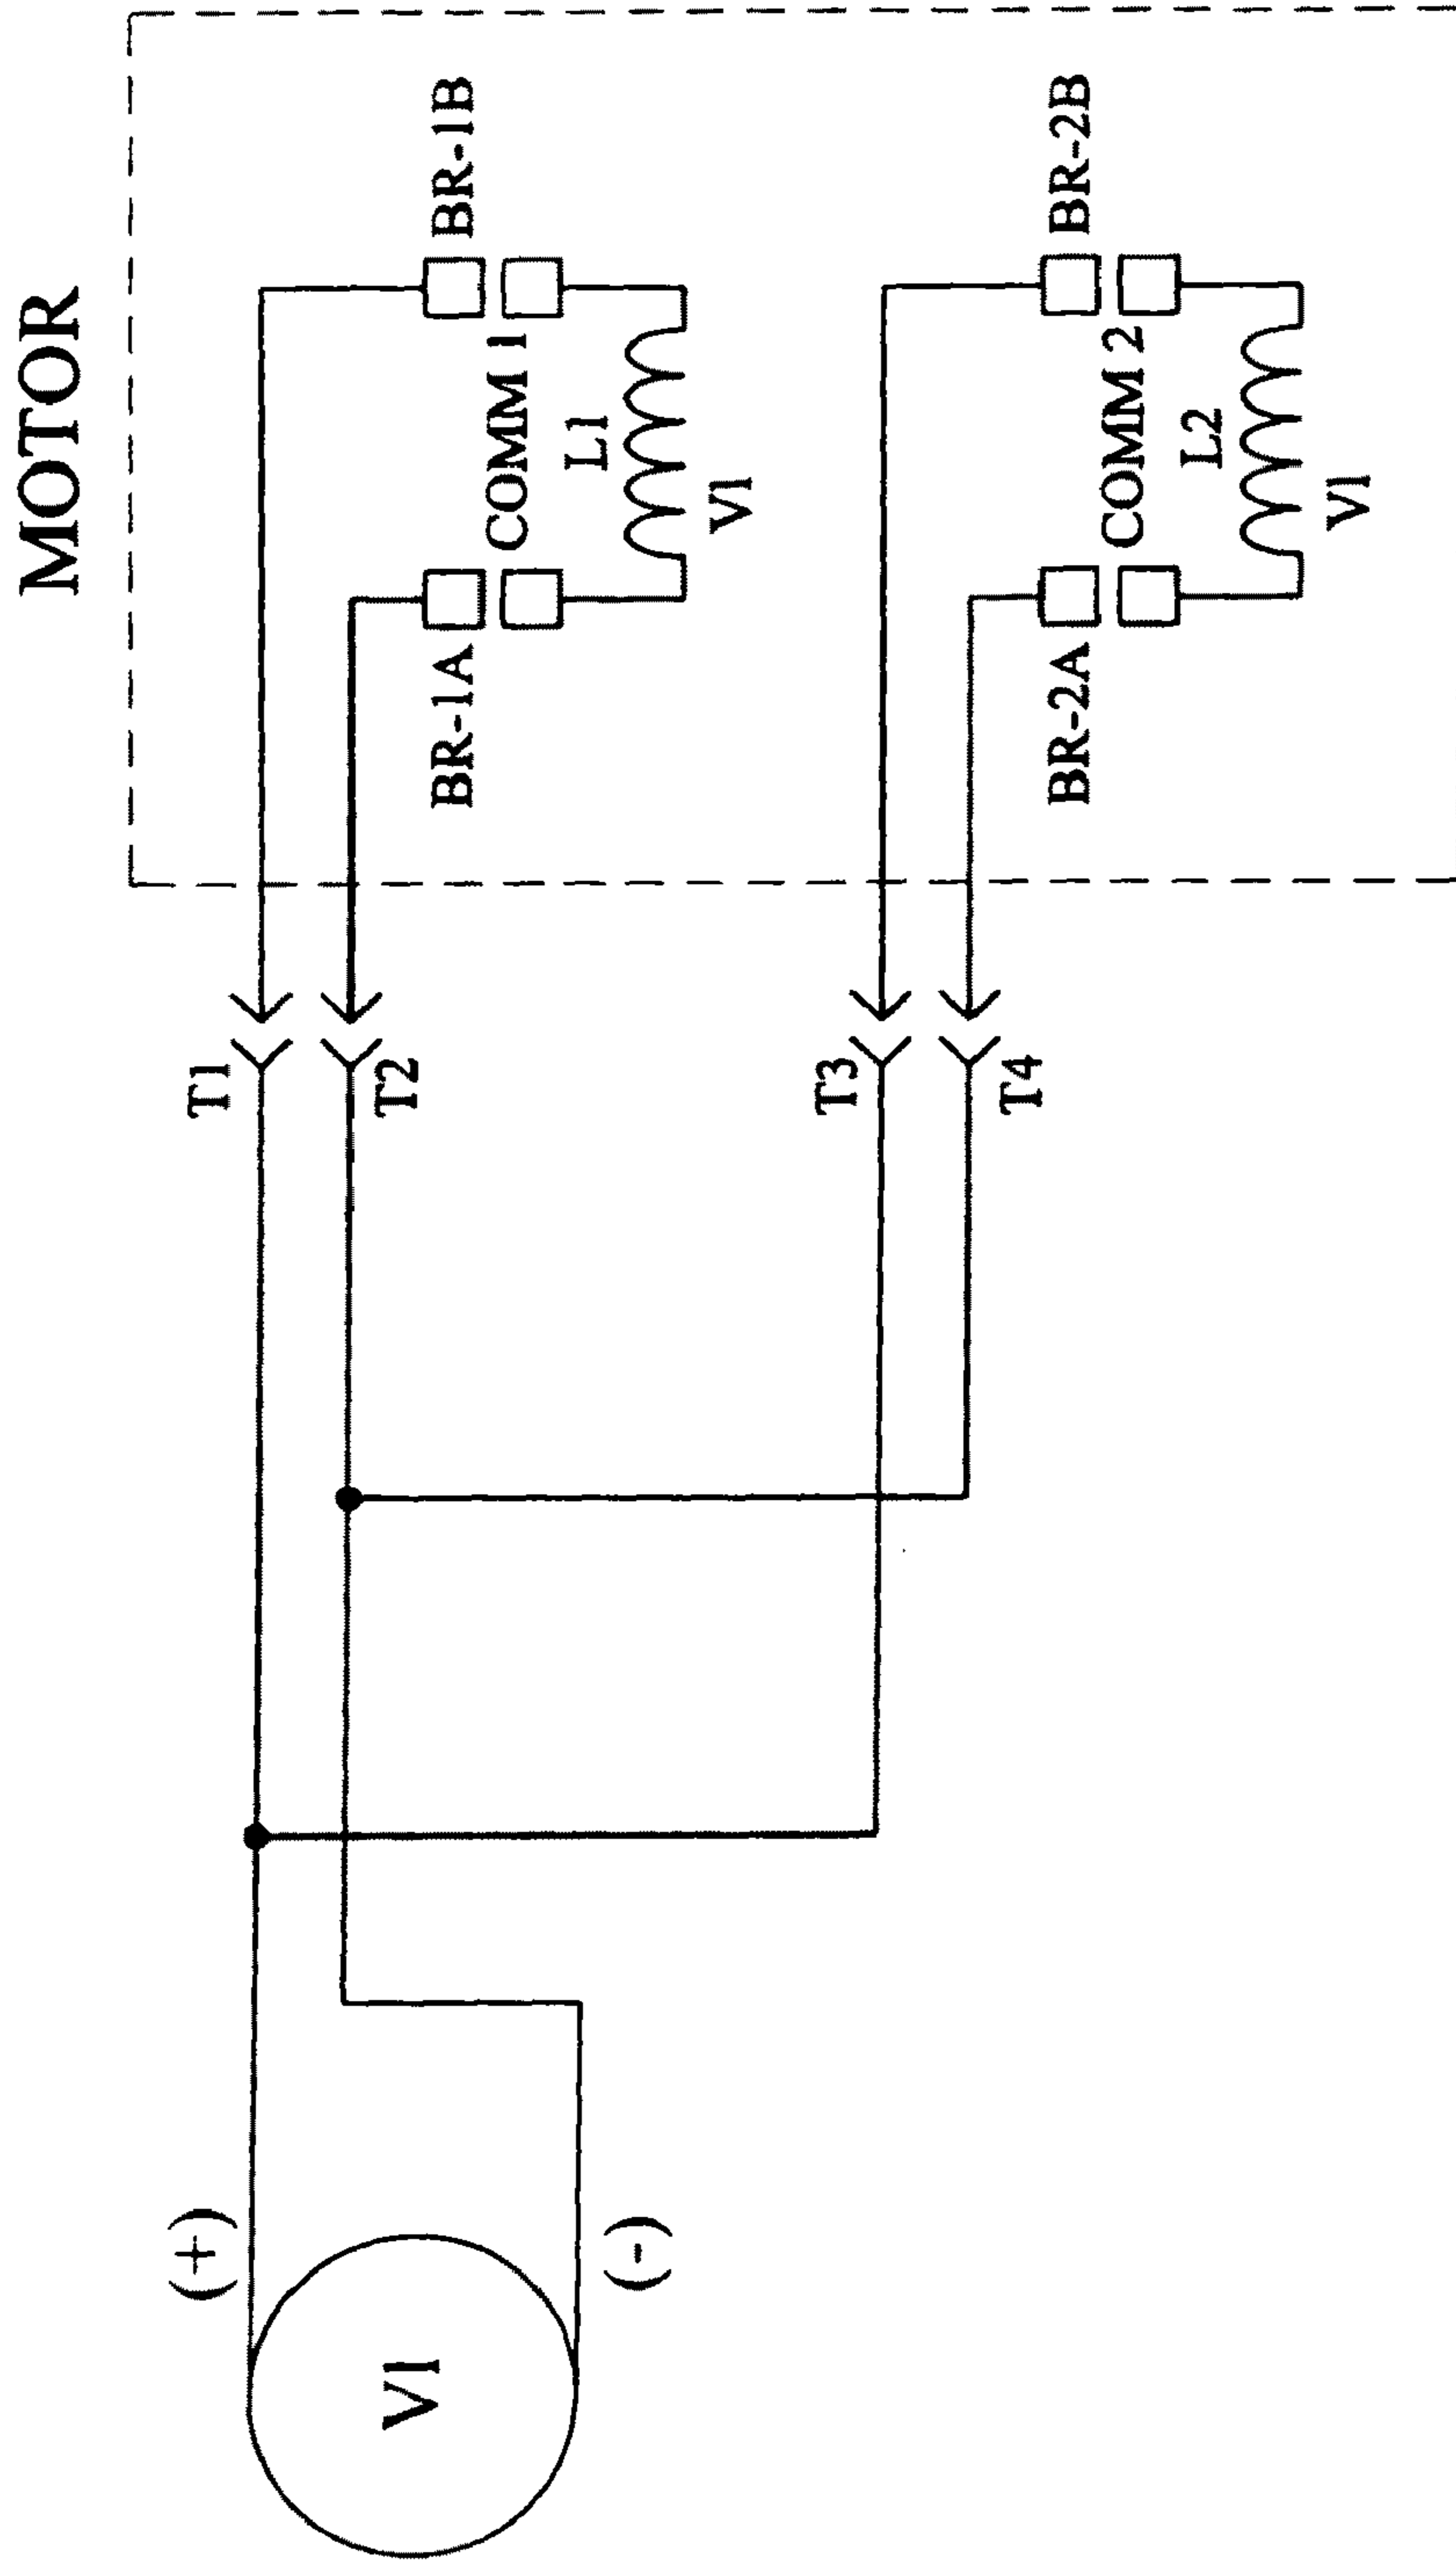 MOTOR
(+)
V1
(-)
T1
T2
BR-1A
BR-1B
COMM 1
L1
V1
T3
T4
BR-2A
BR-2B
COMM 2
L2
V1